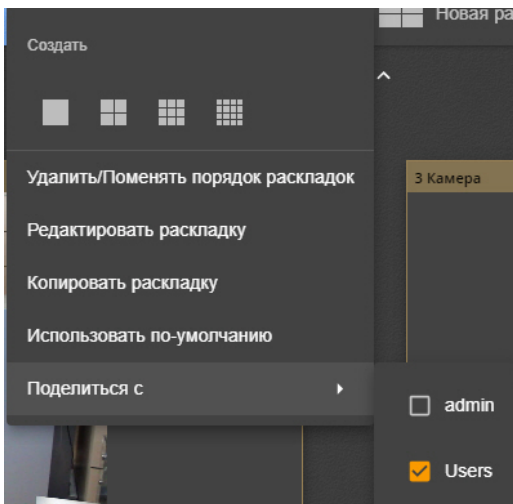 Новая ра
Создать
Удалить/Поменять порядок раскладок
3 Камера
Редактировать раскладку
Копировать раскладку
Использовать по-умолчанию
Поделиться с
admin
Users